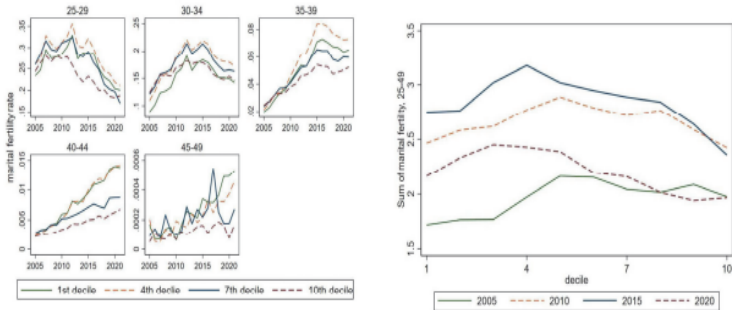 25-29
30-34
35-39
marital fertility rate
.15 .2 .25 .3 .35
.1 .15 .2 .25 .3
.02 .04 .06 .08
2005 2010 2015 2020
2005 2010 2015 2020
2005 2010 2015 2020
40-44
45-49
0 .005 .01 .015
0 .0002 .0004 .0006
2005 2010 2015 2020
2005 2010 2015 2020
1st decile
4th decile
7th decile
10th decile
Sum of marital fertility, 25-49
1.5 2 2.5 3 3.5
1 4 7 10
decile
2005
2010
2015
2020